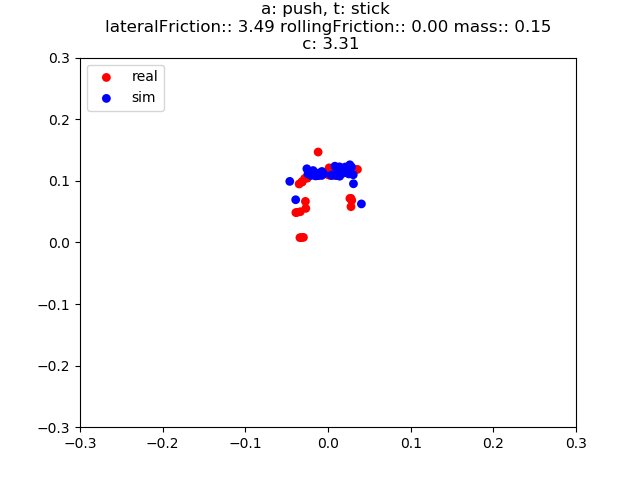 a: push, t: stick
lateralFriction:: 3.49 rollingFriction:: 0.00 mass:: 0.15
c: 3.31
real
sim
0.3
0.2
0.1
0.0
−0.1
−0.2
−0.3
−0.3 −0.2 −0.1 0.0 0.1 0.2 0.3